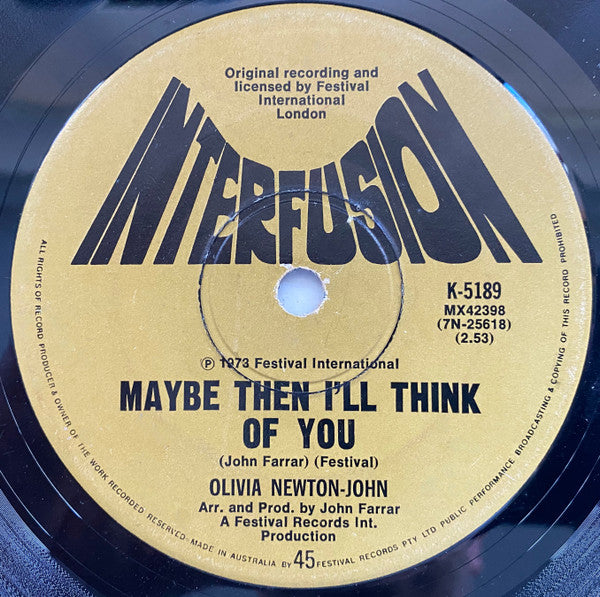 Original recording and
licensed by Festival
International
London
INTERFUSION
K-5189
MX42398
(7N-25618)
(2.53)
℗ 1973 Festival International
MAYBE THEN I'LL THINK
OF YOU
(John Farrar) (Festival)
OLIVIA NEWTON-JOHN
Arr. and Prod. by John Farrar
A Festival Records Int.
Production
ALL RIGHTS OF RECORD PRODUCER & OWNER OF THE WORK RECORDED RESERVED-MADE IN AUSTRALIA BY 45 FESTIVAL RECORDS PTY LTD PUBLIC PERFORMANCE BROADCASTING & COPYING OF THIS RECORD PROHIBITED